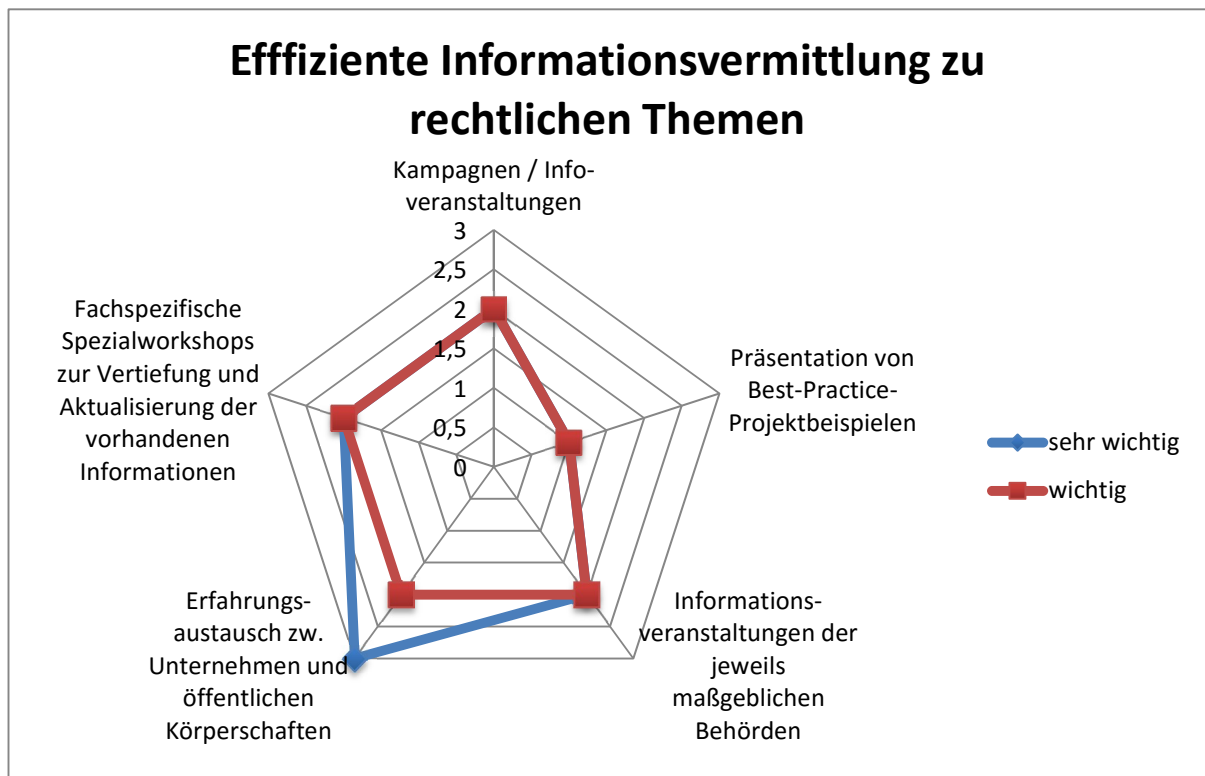 Efffiziente Informationsvermittlung zu
rechtlichen Themen
Kampagnen / Info-
veranstaltungen
3
2,5
2
1,5
1
0,5
0
Präsentation von
Best-Practice-
Projektbeispielen
Informations-
veranstaltungen der
jeweils
maßgeblichen
Behörden
Erfahrungs-
austausch zw.
Unternehmen und
öffentlichen
Körperschaften
Fachspezifische
Spezialworkshops
zur Vertiefung und
Aktualisierung der
vorhandenen
Informationen
sehr wichtig
wichtig